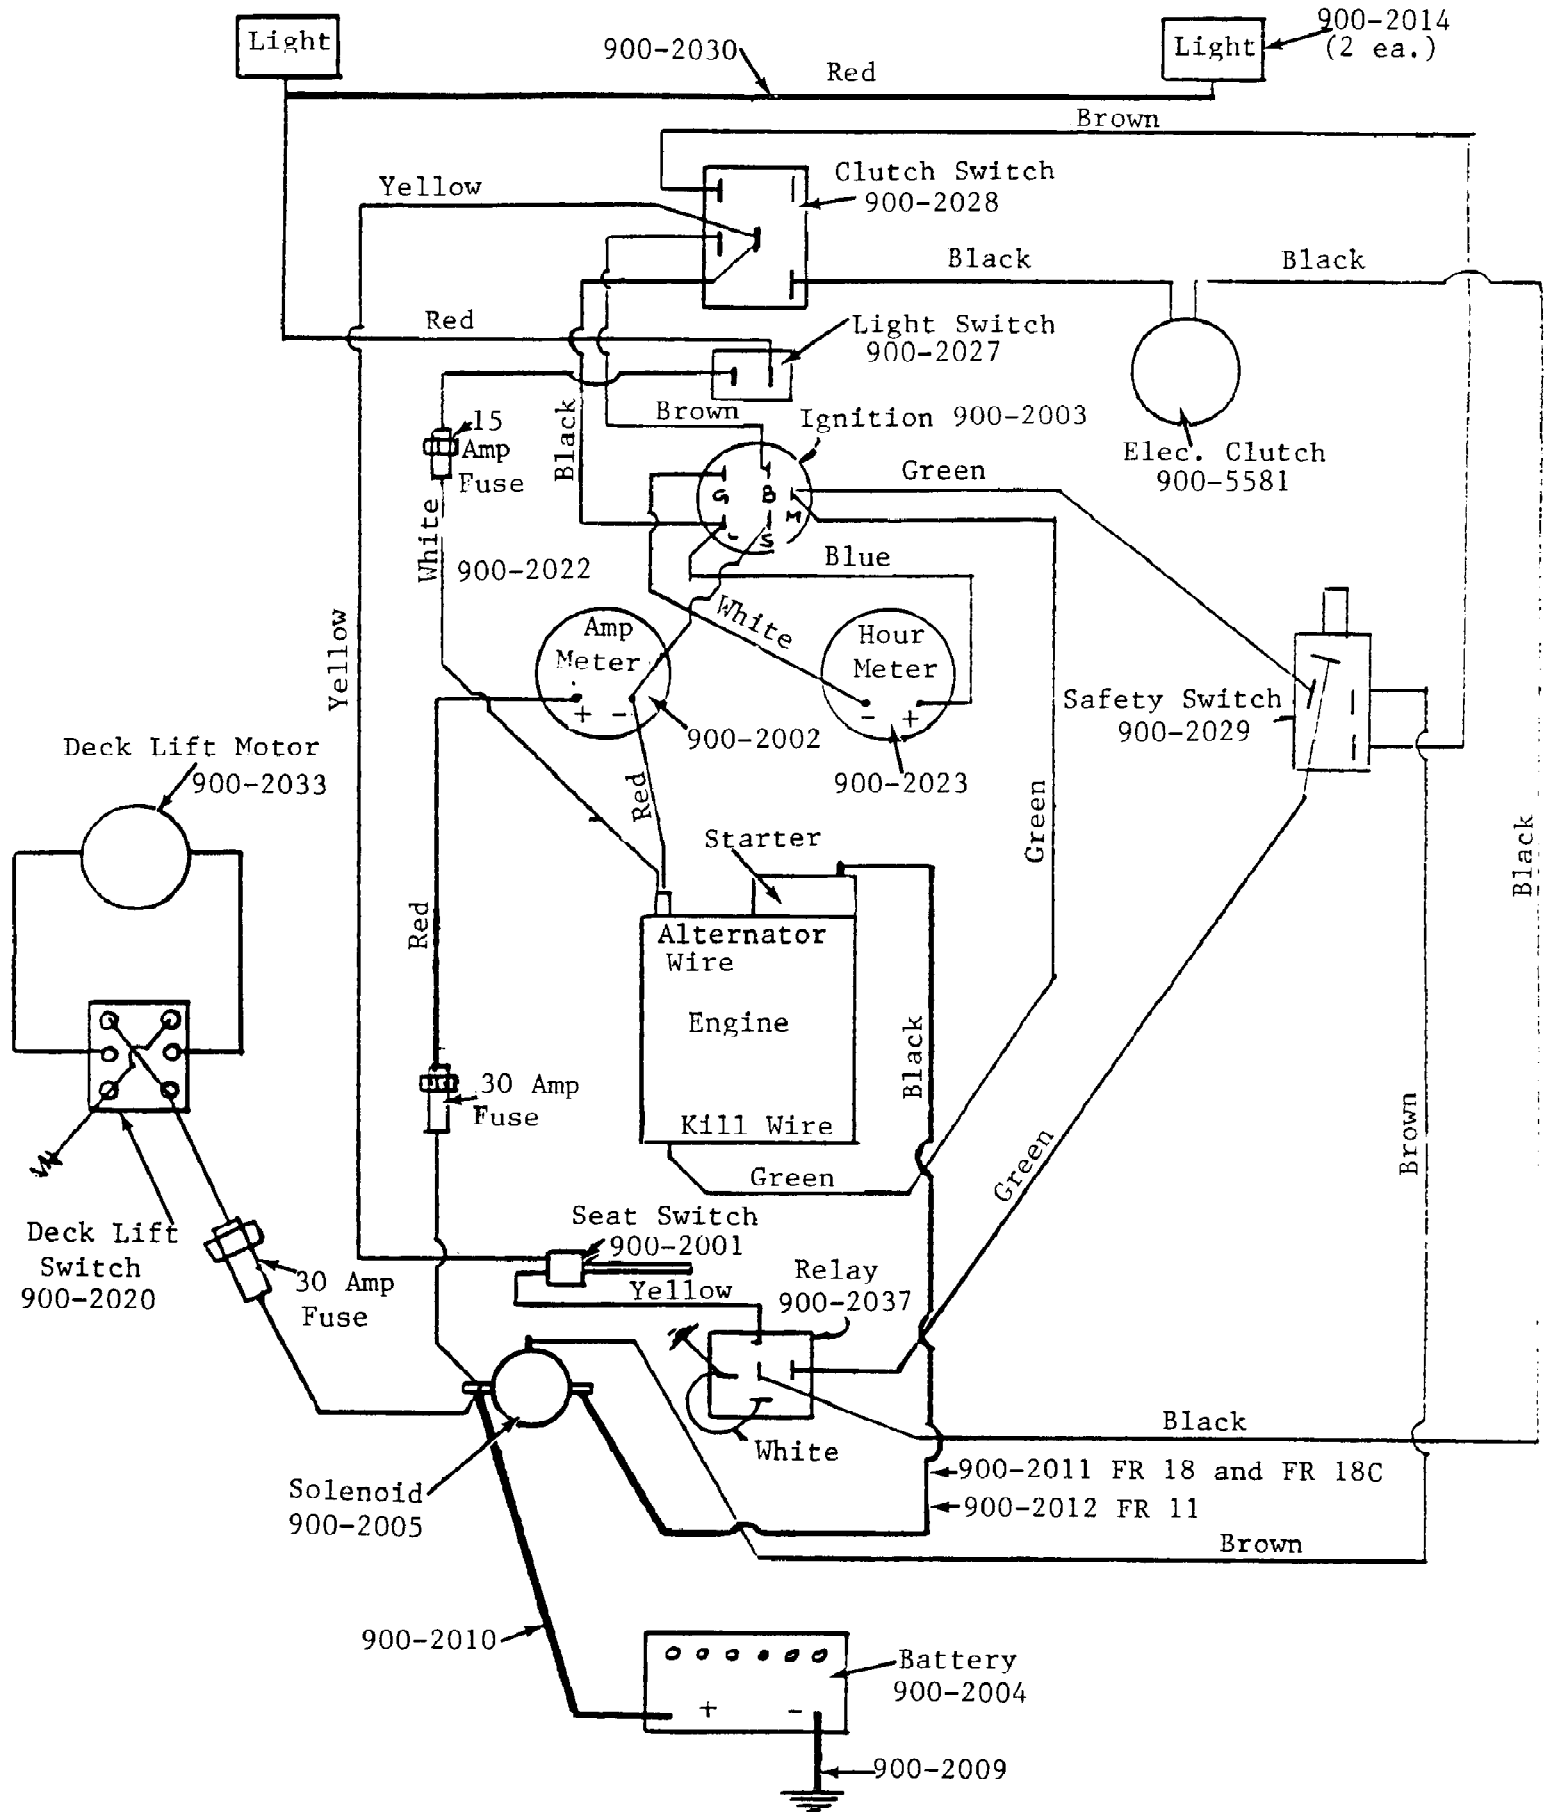 Light
900-2030
Red
Light
900-2014
(2 ea.)
Brown
Yellow
Clutch Switch
900-2028
Black
Black
Red
Light Switch
900-2027
15
Amp
Fuse
Black
Brown
Ignition 900-2003
G
B
M
S
Green
Elec. Clutch
900-5581
White
900-2022
Blue
Yellow
Amp
Meter
+ -
White
Hour
Meter
- +
Safety Switch
900-2029
900-2002
900-2023
Deck Lift Motor
900-2033
Red
Green
Starter
Black
Red
Alternator
Wire
Engine
Black
30 Amp
Fuse
Kill Wire
Green
Green
Brown
Deck Lift
Switch
900-2020
30 Amp
Fuse
Seat Switch
900-2001
Yellow
Relay
900-2037
White
Black
Solenoid
900-2005
900-2011 FR 18 and FR 18C
900-2012 FR 11
Brown
900-2010
Battery
900-2004
+ -
900-2009